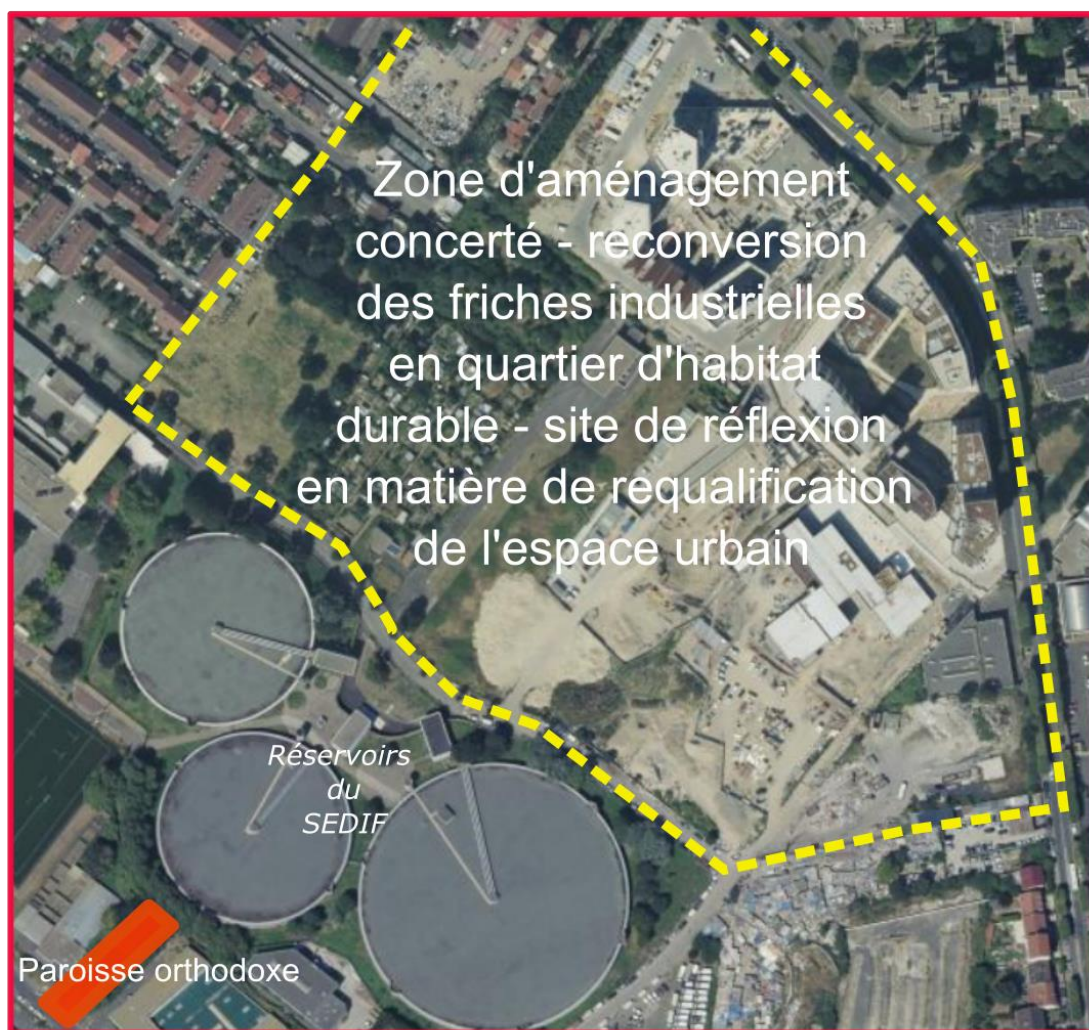 Zone d'aménagement
concerté - reconversion
des friches industrielles
en quartier d'habitat
durable - site de réflexion
en matière de requalification
de l'espace urbain
Réservoirs
du
SEDIF
Paroisse orthodoxe